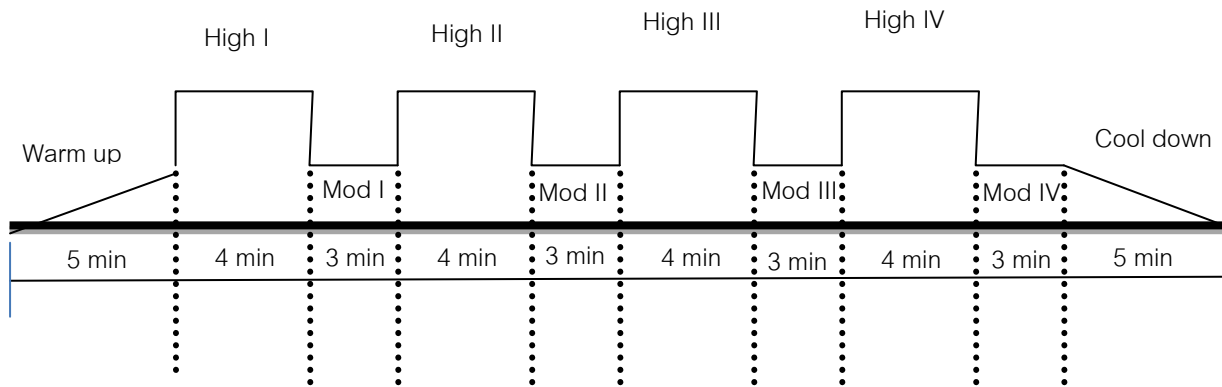 High I
High II
High III
High IV
Warm up
Cool down
Mod I
Mod II
Mod III
Mod IV
5 min
4 min
3 min
4 min
3 min
4 min
3 min
4 min
3 min
5 min